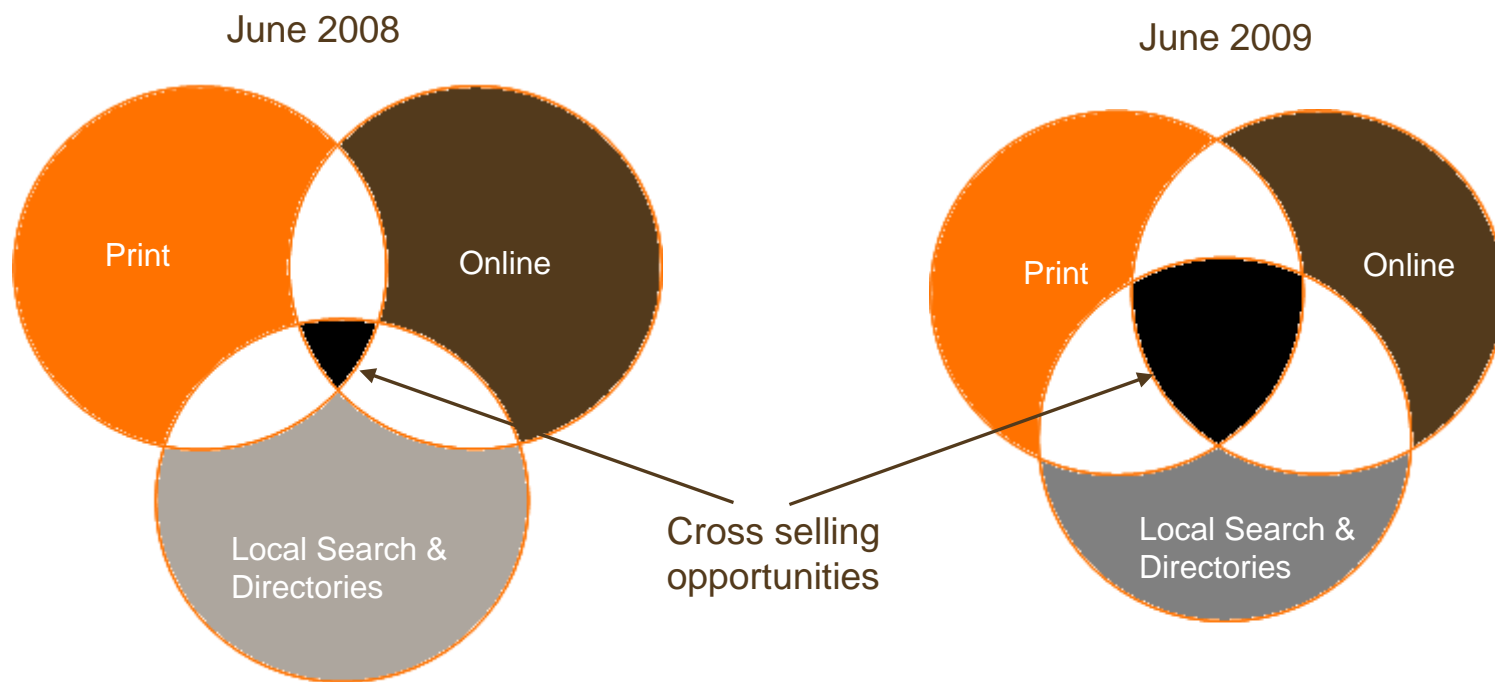 June 2008
June 2009
Print
Online
Print
Online
Local Search &
Directories
Cross selling
opportunities
Local Search &
Directories